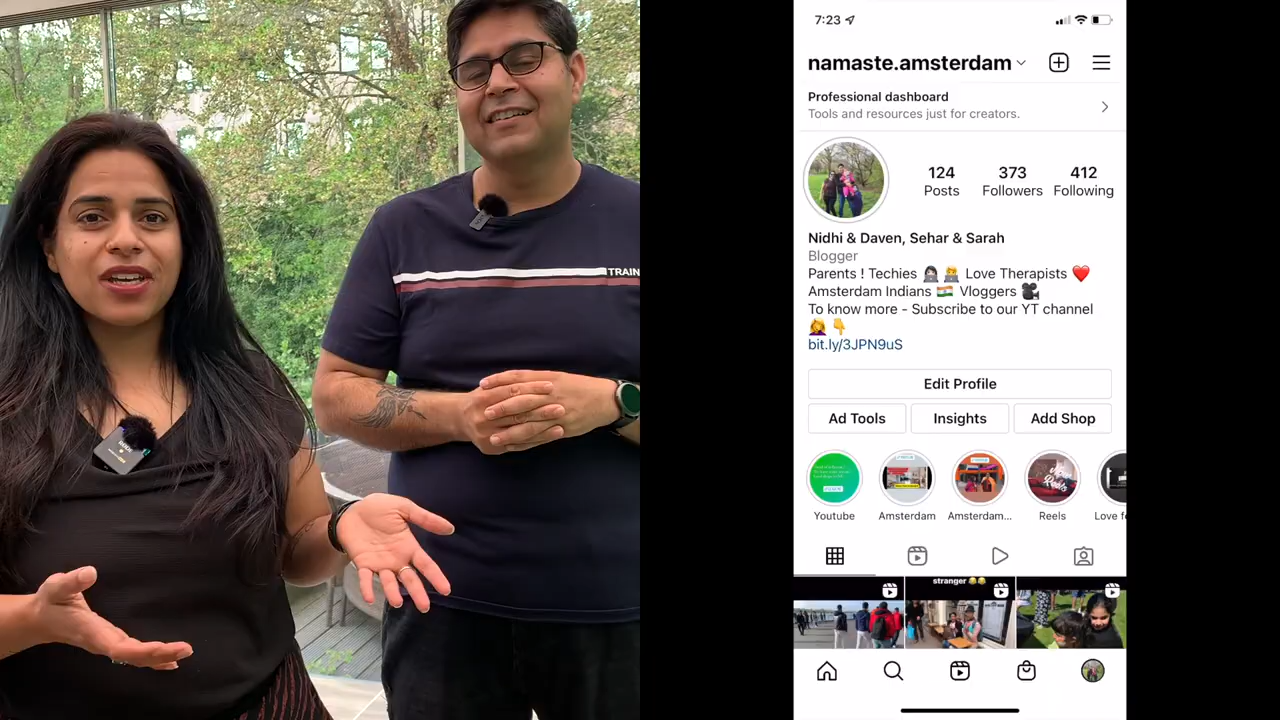 TRAIN
7:23
namaste.amsterdam
Professional dashboard
Tools and resources just for creators.
124 373 412
Posts Followers Following
Nidhi & Daven, Sehar & Sarah
Blogger
Parents ! Techies 👩🏻‍💻 👨‍💻 Love Therapists ❤️
Amsterdam Indians 🇮🇳 Vloggers 🎥
To know more - Subscribe to our YT channel
🙇‍♀️ 👇
bit.ly/3JPN9uS
Edit Profile
Ad Tools Insights Add Shop
Youtube Amsterdam Amsterdam... Reels Love f
stranger 😂😂